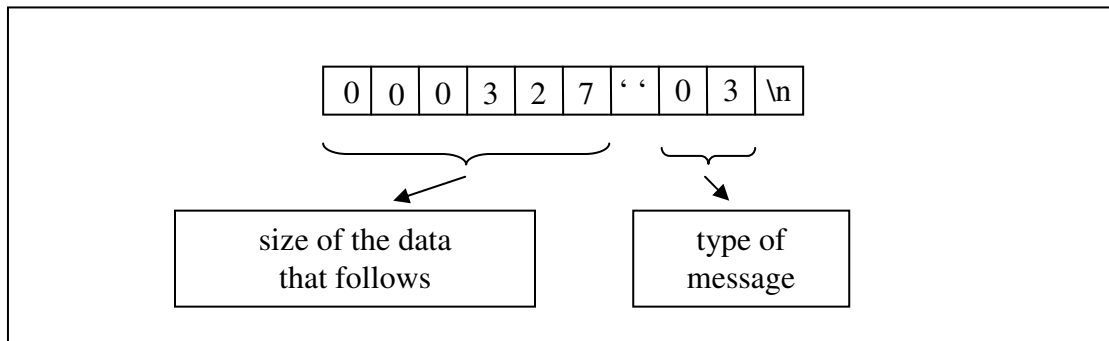 0 0 0 3 2 7 ‘ ‘ 0 3 \n
size of the data
that follows
type of
message